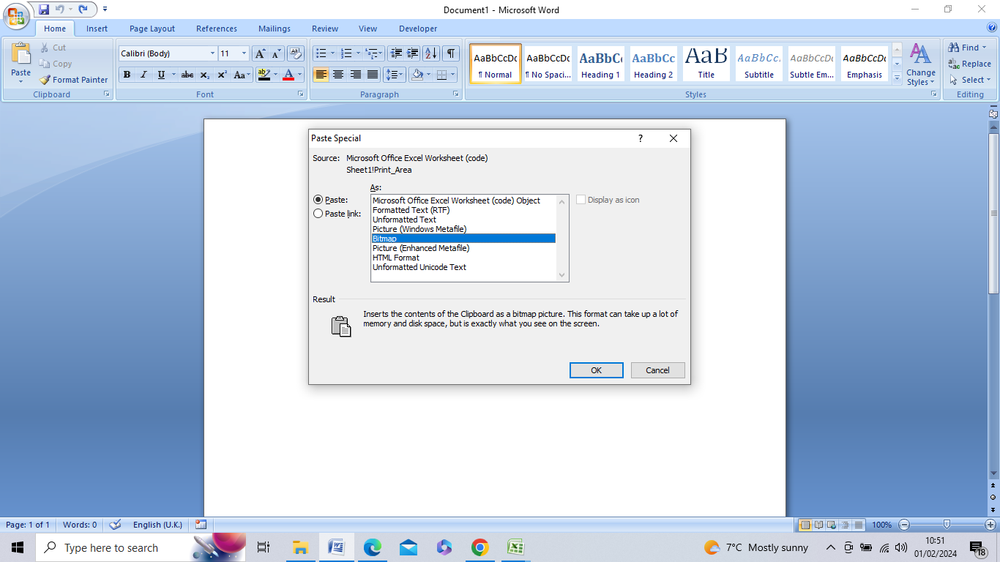 Document1 - Microsoft Word
Home Insert Page Layout References Mailings Review View Developer
Paste
Cut
Copy
Format Painter
Clipboard
Calibri (Body) 11
B I U abc x₂ x² Aa
ab A
Font
Paragraph
AaBbCcDc AaBbCcDc AaBbC AaBbCc AaB AaBbCc. AaBbCcDc AaBbCcDc
¶ Normal ¶ No Spaci... Heading 1 Heading 2 Title Subtitle Subtle Em... Emphasis
Change
Styles
Styles
Find
Replace
Select
Editing
Paste Special ?
Source: Microsoft Office Excel Worksheet (code)
Sheet1!Print_Area
As:
Paste:
Paste link:
Microsoft Office Excel Worksheet (code) Object
Formatted Text (RTF)
Unformatted Text
Picture (Windows Metafile)
Bitmap
Picture (Enhanced Metafile)
HTML Format
Unformatted Unicode Text
Display as icon
Result
Inserts the contents of the Clipboard as a bitmap picture. This format can take up a lot of
memory and disk space, but is exactly what you see on the screen.
OK Cancel
Page: 1 of 1 Words: 0 English (U.K.) 100%
Type here to search
7°C Mostly sunny
10:51
01/02/2024
18